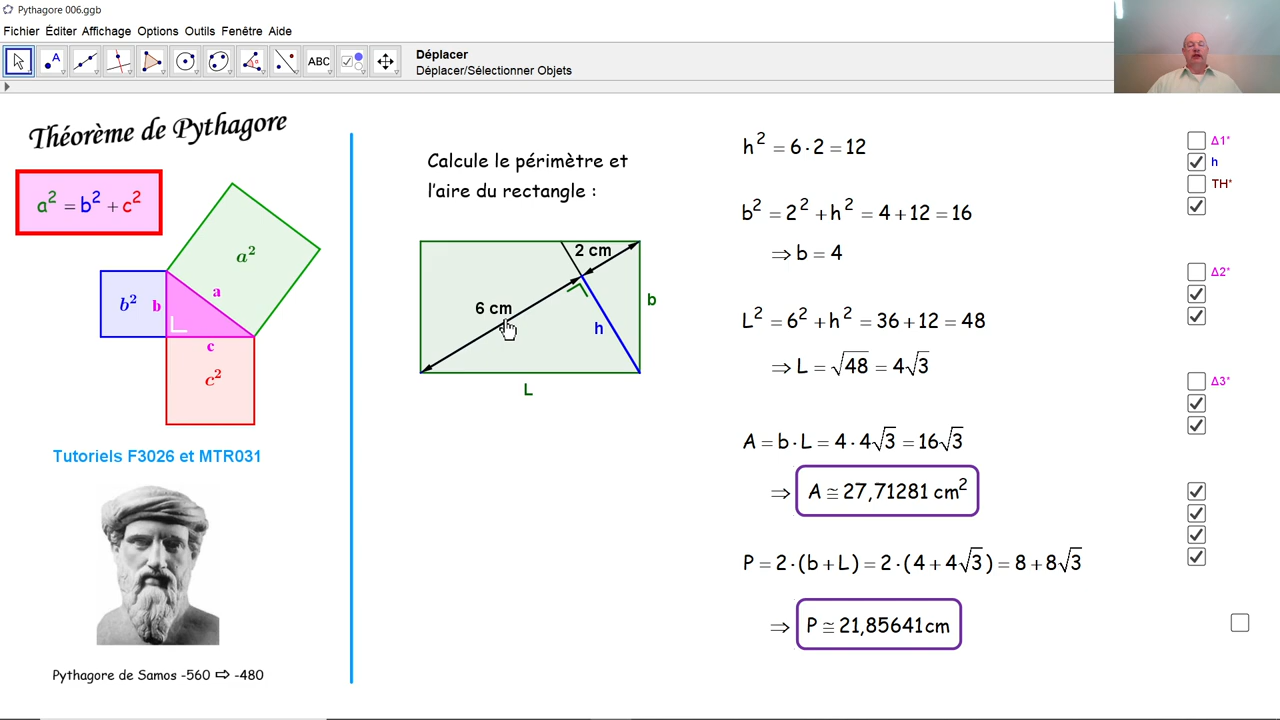 Pythagore 006.ggb
Fichier Éditer Affichage Options Outils Fenêtre Aide
A
ABC
Déplacer
Déplacer/Sélectionner Objets
Théorème de Pythagore
a² = b² + c²
a²
b²
b
a
c
c²
Tutoriels F3026 et MTR031
Pythagore de Samos -560 ⇨ -480
Calcule le périmètre et
l'aire du rectangle :
2 cm
6 cm
h
b
L
h² = 6 · 2 = 12
b² = 2² + h² = 4 + 12 = 16
⇒ b = 4
L² = 6² + h² = 36 + 12 = 48
⇒ L = √48 = 4√3
A = b · L = 4 · 4√3 = 16√3
⇒ A ≅ 27,71281 cm²
P = 2 · (b + L) = 2 · (4 + 4√3) = 8 + 8√3
⇒ P ≅ 21,85641cm
Δ1*
h
TH*
Δ2*
Δ3*